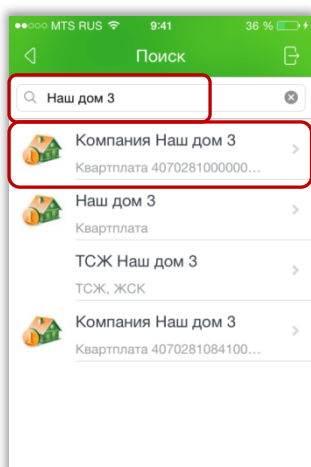 MTS RUS 9:41 36 %
Поиск
Наш дом 3
Компания Наш дом 3
Квартплата 4070281000000...
Наш дом 3
Квартплата
ТСЖ Наш дом 3
ТСЖ, ЖСК
Компания Наш дом 3
Квартплата 4070281084100...